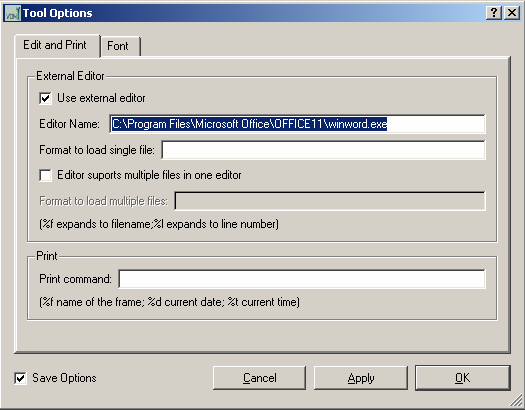 Tool Options
Edit and Print
Font
External Editor
Use external editor
Editor Name: C:\Program Files\Microsoft Office\OFFICE11\winword.exe
Format to load single file:
Editor suports multiple files in one editor
Format to load multiple files:
(%f expands to filename;%l expands to line number)
Print
Print command:
(%f name of the frame; %d current date; %t current time)
Save Options
Cancel
Apply
OK